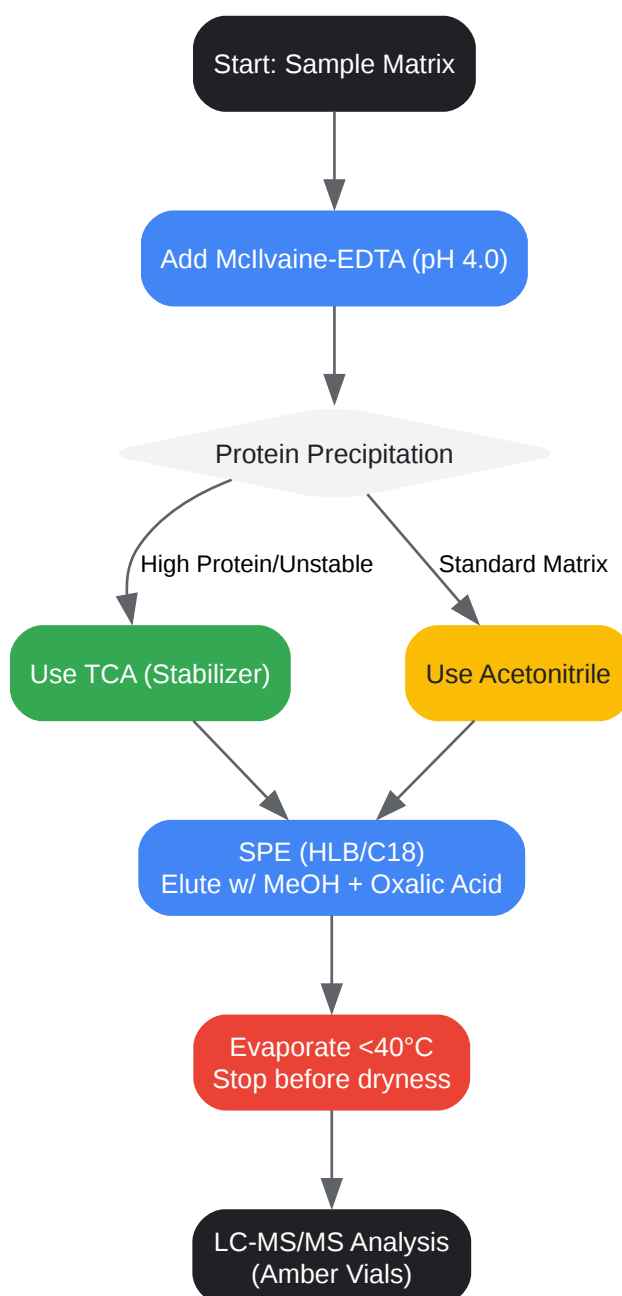 Start: Sample Matrix
Add McIlvaine-EDTA (pH 4.0)
Protein Precipitation
High Protein/Unstable
Standard Matrix
Use TCA (Stabilizer)
Use Acetonitrile
SPE (HLB/C18)
Elute w/ MeOH + Oxalic Acid
Evaporate <40°C
Stop before dryness
LC-MS/MS Analysis
(Amber Vials)